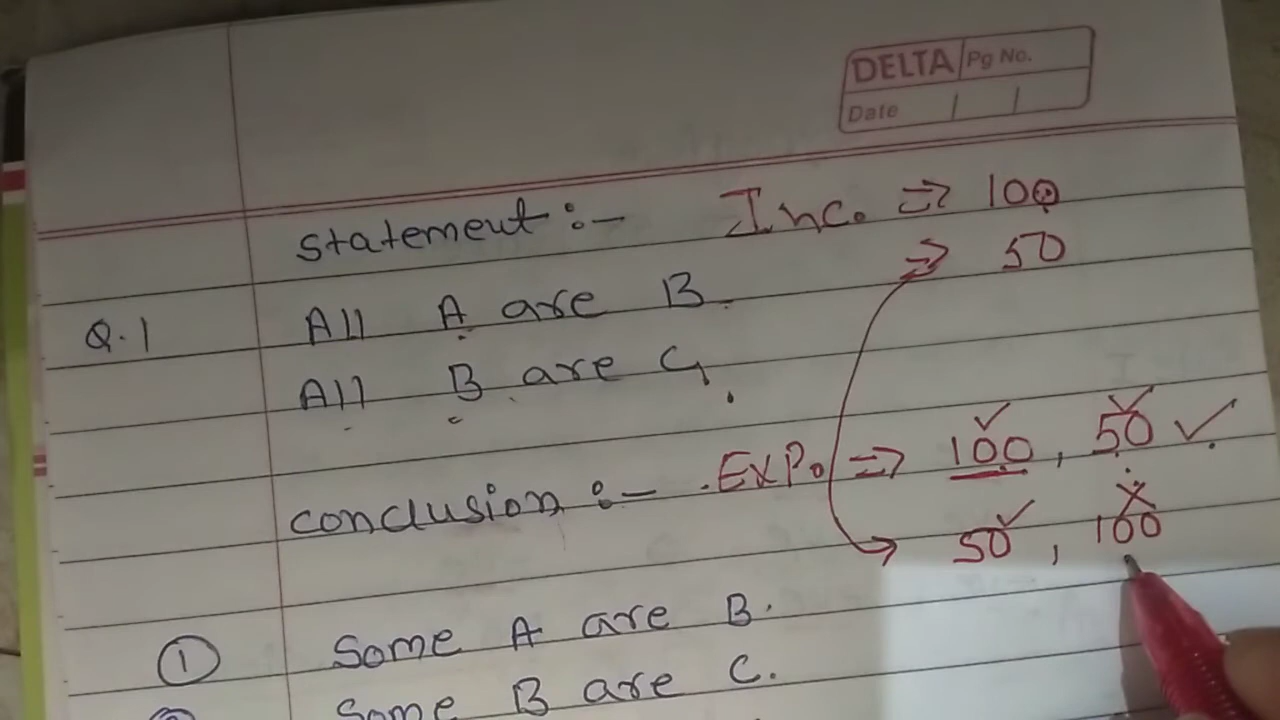 DELTA Pg No.
Date
Statement :- Inc. ⇒ 100
⇒ 50
Q.1 All A are B.
All B are C.
Conclusion :- Exp. ⇒ 100, 50
50, 100
① Some A are B.
Some B are C.